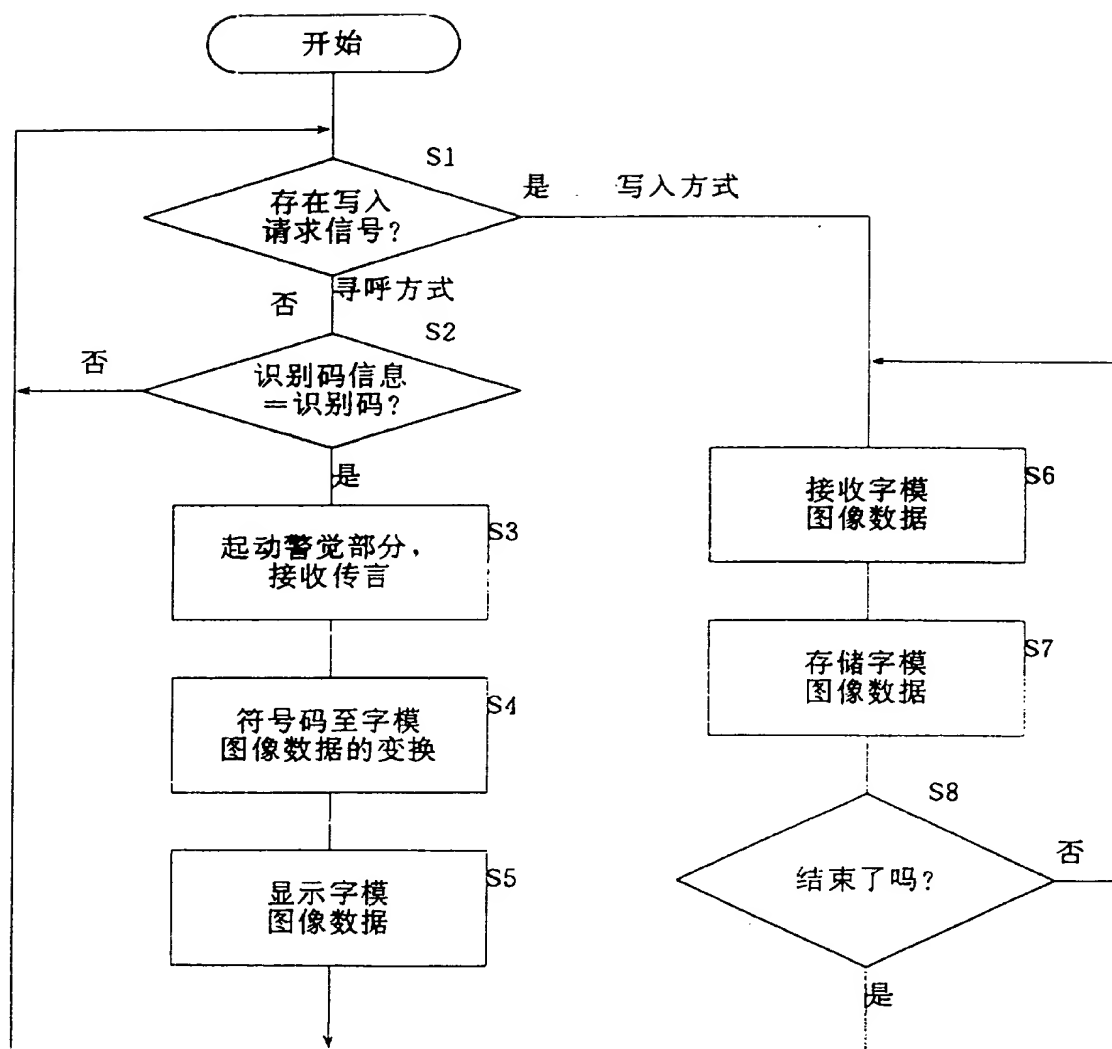 开始
S1
存在写入
请求信号?
是 写入方式
否
寻呼方式
S2
否
识别码信息
=识别码?
是
S3
起动警觉部分,
接收传言
S4
符号码至字模
图像数据的变换
S5
显示字模
图像数据
S6
接收字模
图像数据
S7
存储字模
图像数据
S8
结束了吗?
否
是